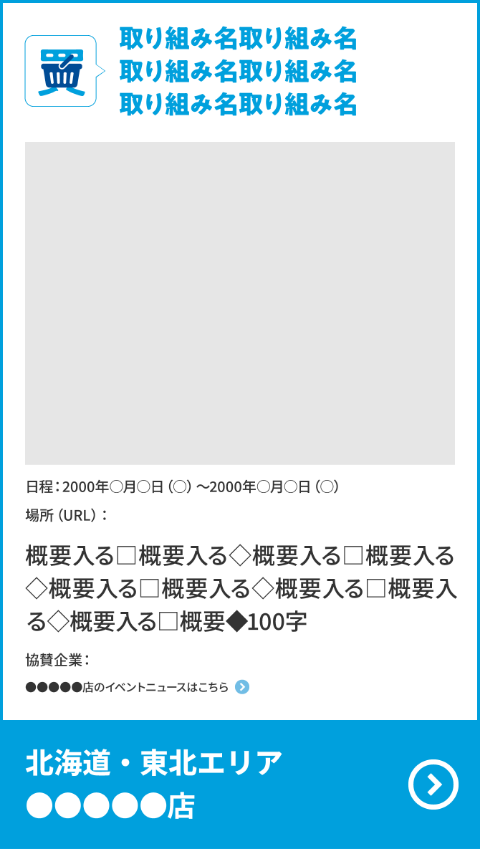 買
取り組み名取り組み名
取り組み名取り組み名
取り組み名取り組み名
日程：2000年○月○日（○）～2000年○月○日（○）
場所（URL）：
概要入る□概要入る◇概要入る□概要入る
◇概要入る□概要入る◇概要入る□概要入
る◇概要入る□概要◆100字
協賛企業：
●●●●●店のイベントニュースはこちら
北海道・東北エリア
●●●●●店